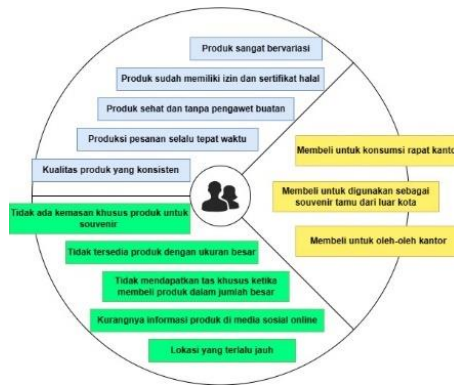 Produk sangat bervariasi
Produk sudah memiliki izin dan sertifikat halal
Produk sehat dan tanpa pengawet buatan
Produksi pesanan selalu tepat waktu
Kualitas produk yang konsisten
Tidak ada kemasan khusus produk untuk
souvenir
Tidak tersedia produk dengan ukuran besar
Tidak mendapatkan tas khusus ketika
membeli produk dalam jumlah besar
Kurangnya informasi produk di media sosial online
Lokasi yang terlalu jauh
Membeli untuk konsumsi rapat kantor
Membeli untuk digunakan sebagai
souvenir tamu dari luar kota
Membeli untuk oleh-oleh kantor